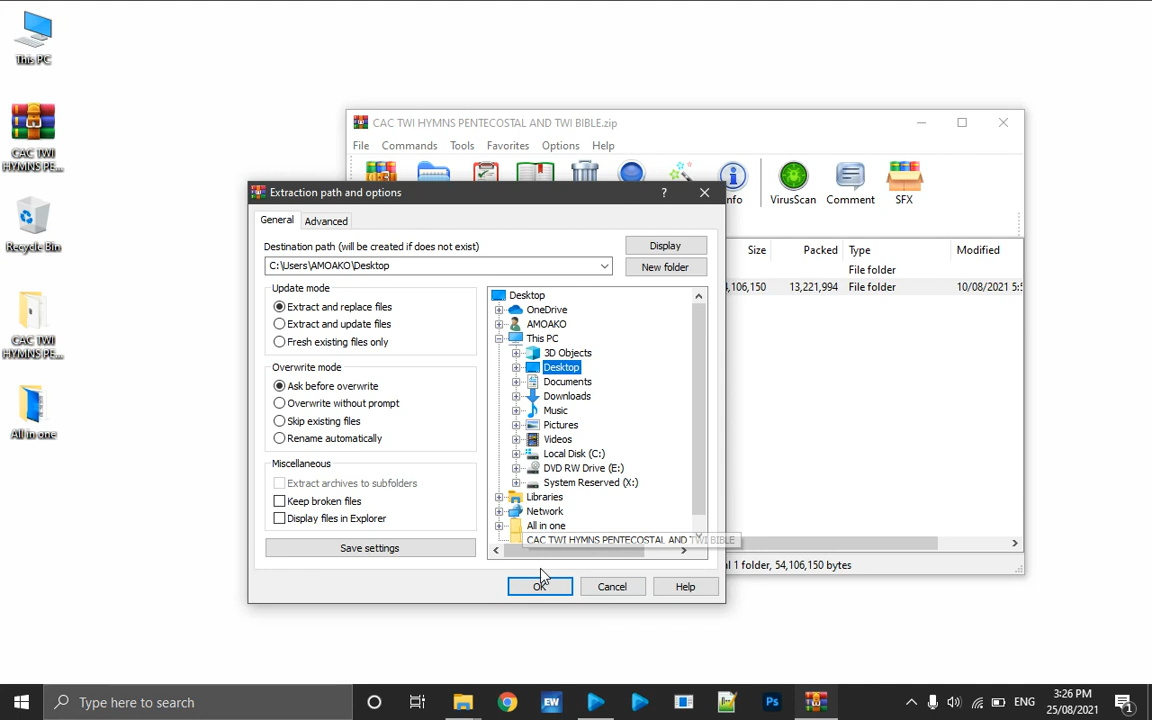 This PC
CAC TWI
HYMNS PE...
Recycle Bin
CAC TWI
HYMNS PE...
All in one
CAC TWI HYMNS PENTECOSTAL AND TWI BIBLE.zip
File Commands Tools Favorites Options Help
nfo VirusScan Comment SFX
Size Packed Type Modified
File folder
,106,150 13,221,994 File folder 10/08/2021 5:5
l 1 folder, 54,106,150 bytes
Extraction path and options
General Advanced
Destination path (will be created if does not exist)
C:\Users\AMOAKO\Desktop
Display
New folder
Update mode
Extract and replace files
Extract and update files
Fresh existing files only
Overwrite mode
Ask before overwrite
Overwrite without prompt
Skip existing files
Rename automatically
Miscellaneous
Extract archives to subfolders
Keep broken files
Display files in Explorer
Save settings
Desktop
OneDrive
AMOAKO
This PC
3D Objects
Desktop
Documents
Downloads
Music
Pictures
Videos
Local Disk (C:)
DVD RW Drive (E:)
System Reserved (X:)
Libraries
Network
All in one
CAC TWI HYMNS PENTECOSTAL AND TWI BIBLE
OK Cancel Help
Type here to search
EW
Ps
ENG
3:26 PM
25/08/2021
1